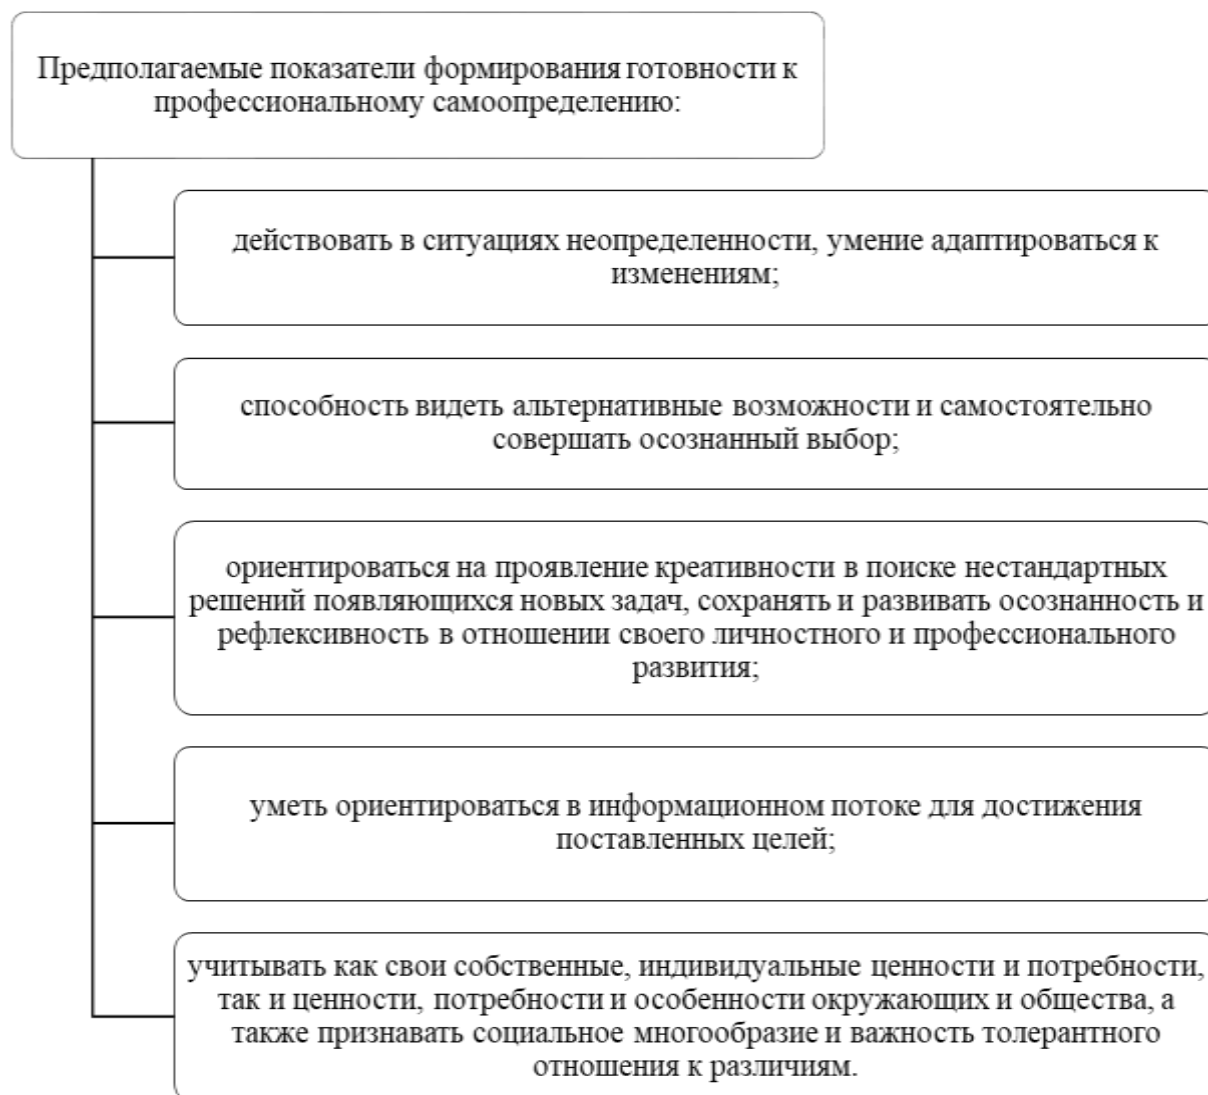 Предполагаемые показатели формирования готовности к
профессиональному самоопределению:
действовать в ситуациях неопределенности, умение адаптироваться к
изменениям;
способность видеть альтернативные возможности и самостоятельно
совершать осознанный выбор;
ориентироваться на проявление креативности в поиске нестандартных
решений появляющихся новых задач, сохранять и развивать осознанность и
рефлексивность в отношении своего личностного и профессионального
развития;
уметь ориентироваться в информационном потоке для достижения
поставленных целей;
учитывать как свои собственные, индивидуальные ценности и потребности,
так и ценности, потребности и особенности окружающих и общества, а
также признавать социальное многообразие и важность толерантного
отношения к различиям.